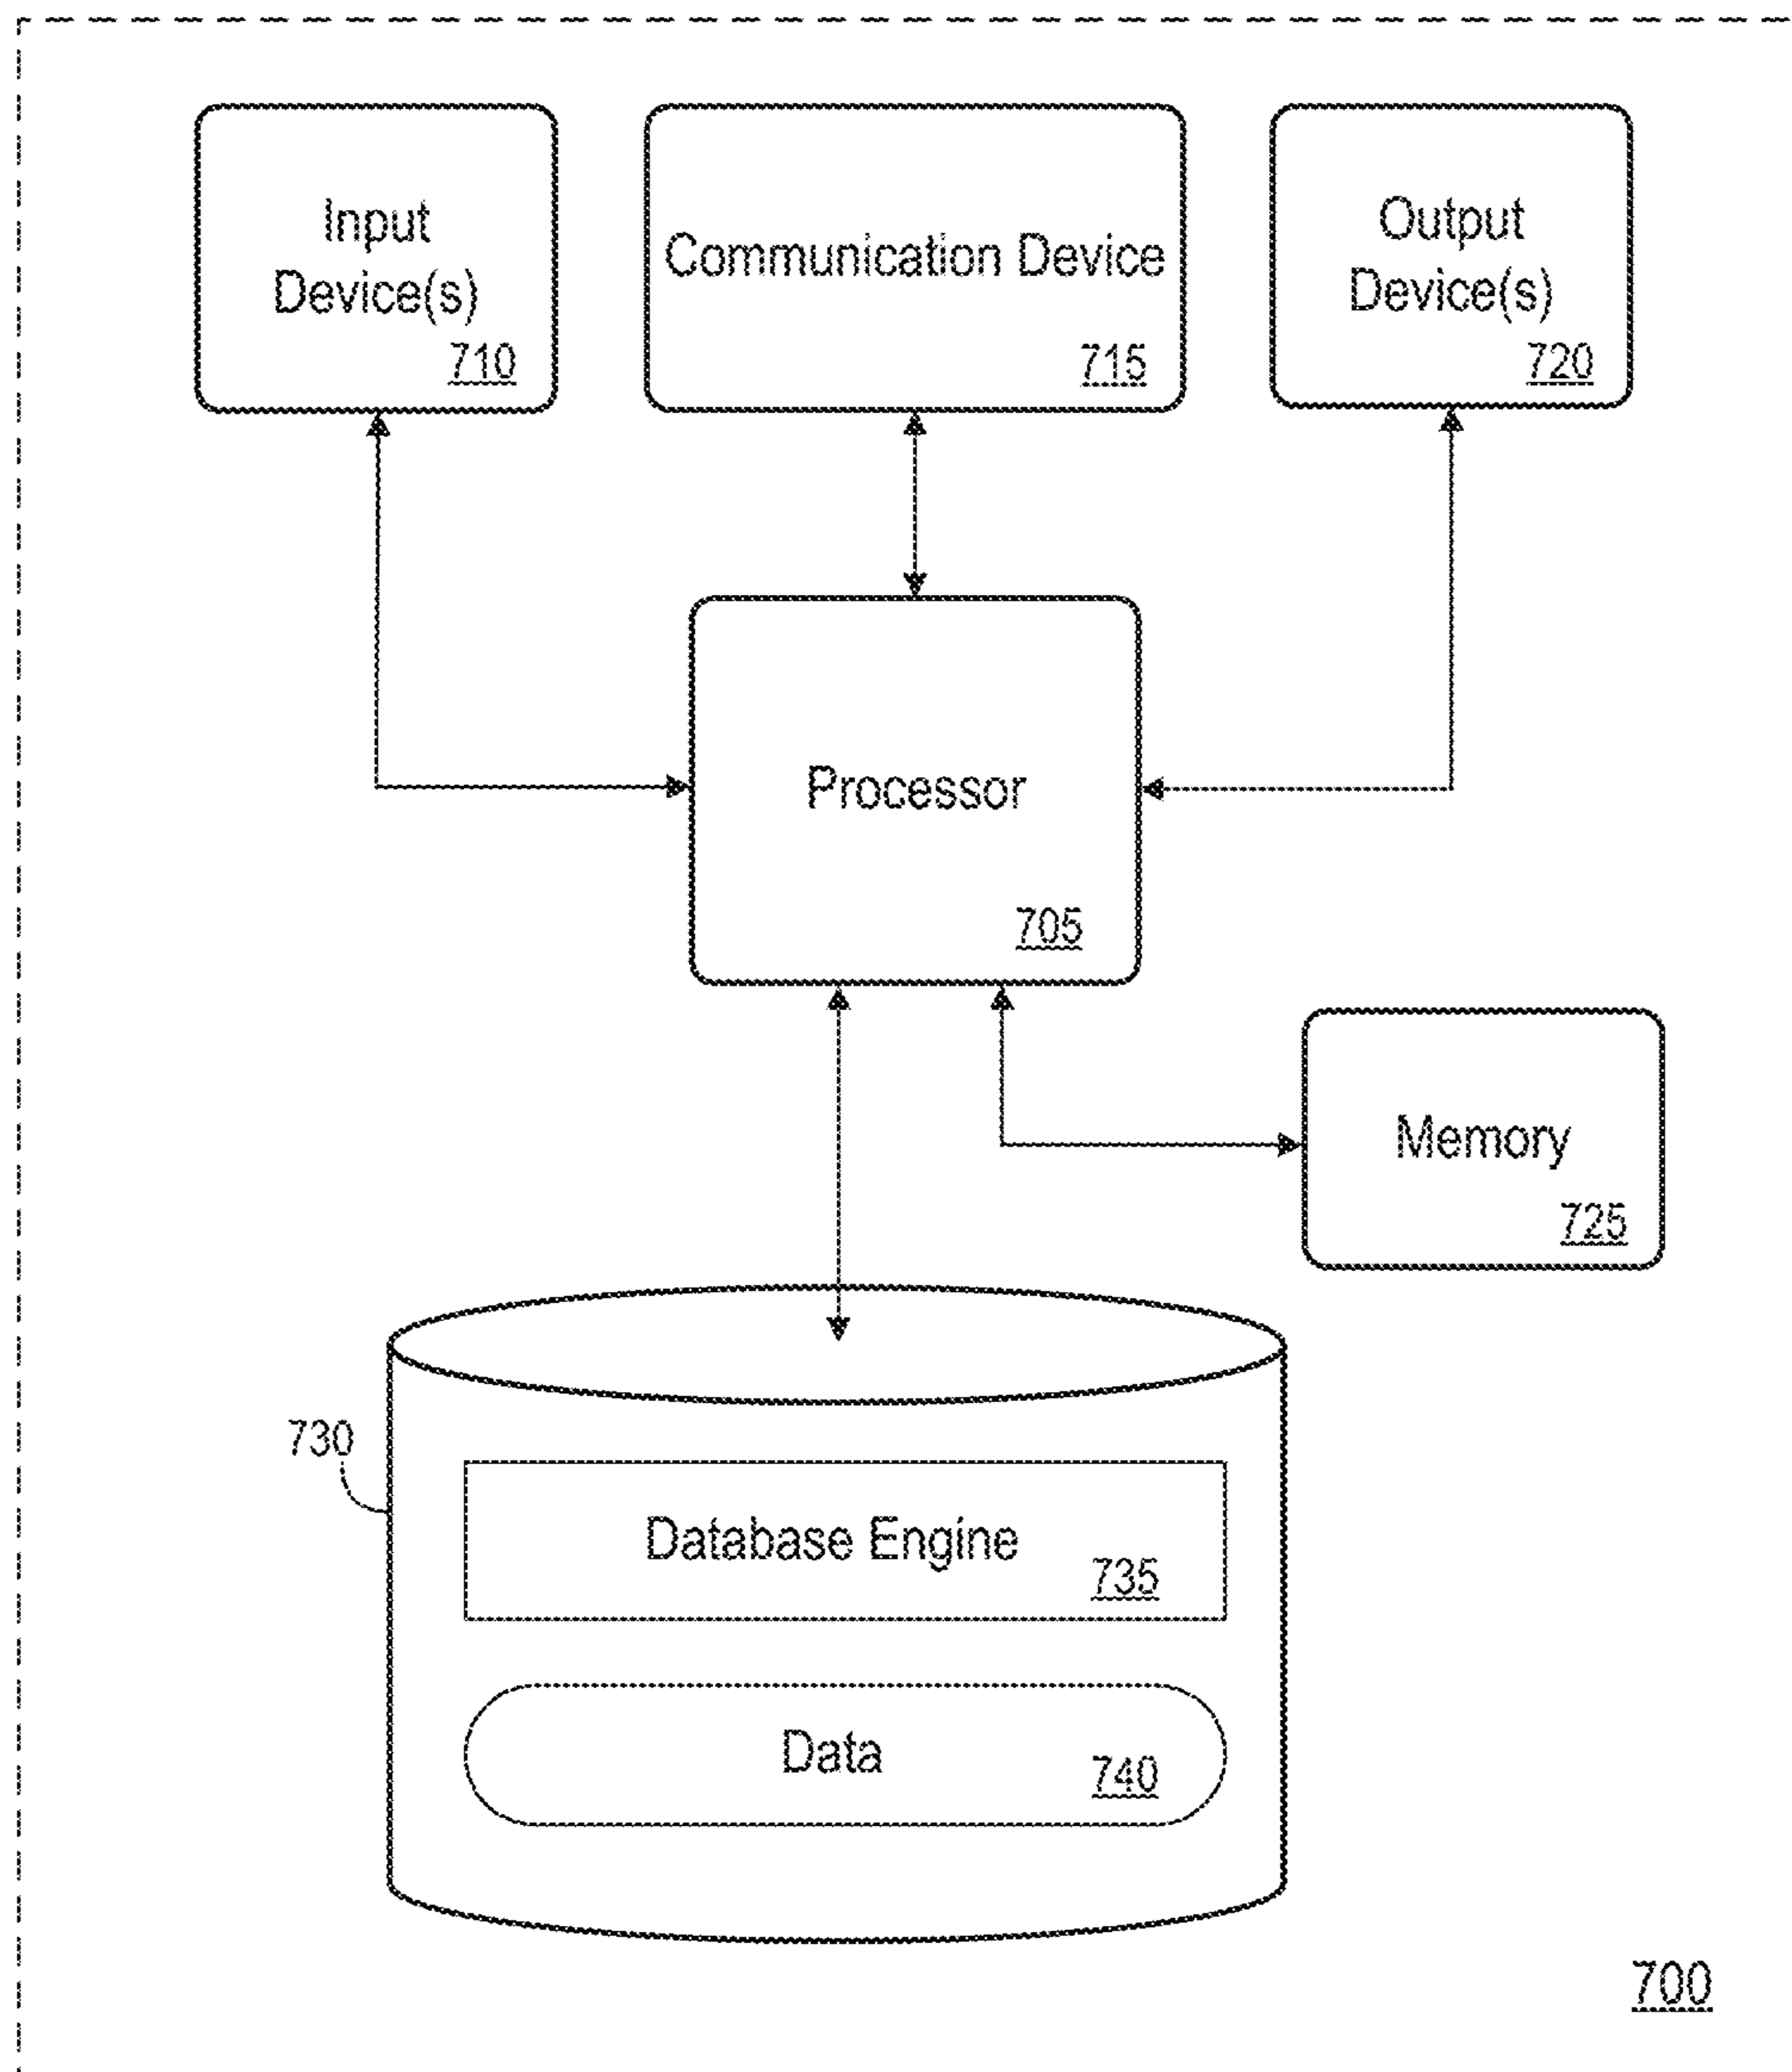 Input
Device(s)
710
Communication Device
715
Output
Device(s)
720
Processor
705
Memory
725
730
Database Engine
735
Data
740
700